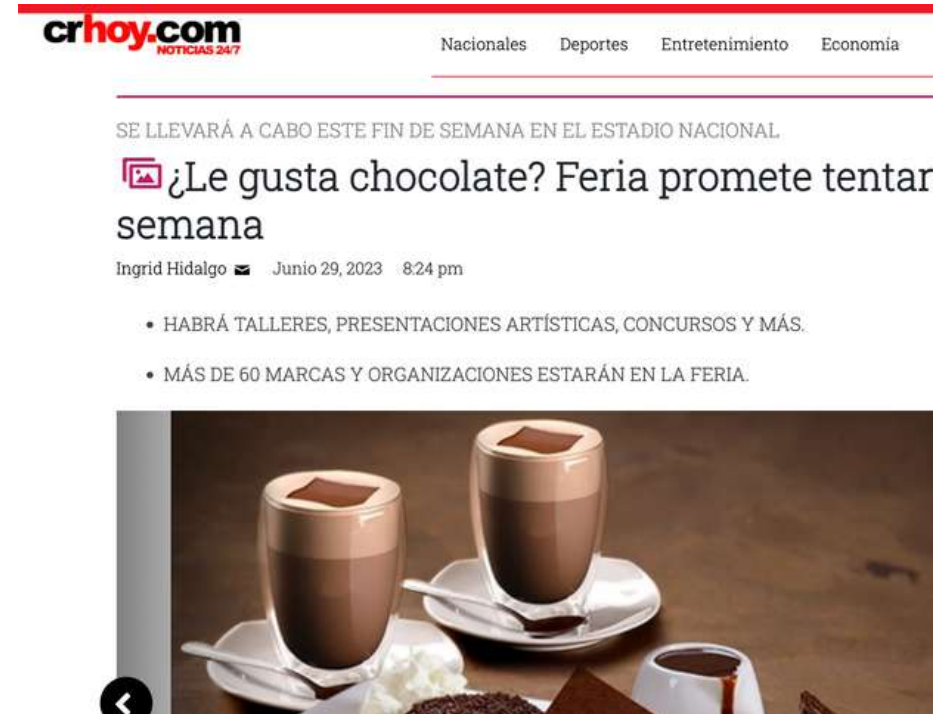 crhoy.com
NOTICIAS 24/7
Nacionales Deportes Entretenimiento Economía
SE LLEVARÁ A CABO ESTE FIN DE SEMANA EN EL ESTADIO NACIONAL
¿Le gusta chocolate? Feria promete tentar
semana
Ingrid Hidalgo Junio 29, 2023 8:24 pm
• HABRÁ TALLERES, PRESENTACIONES ARTÍSTICAS, CONCURSOS Y MÁS.
• MÁS DE 60 MARCAS Y ORGANIZACIONES ESTARÁN EN LA FERIA.